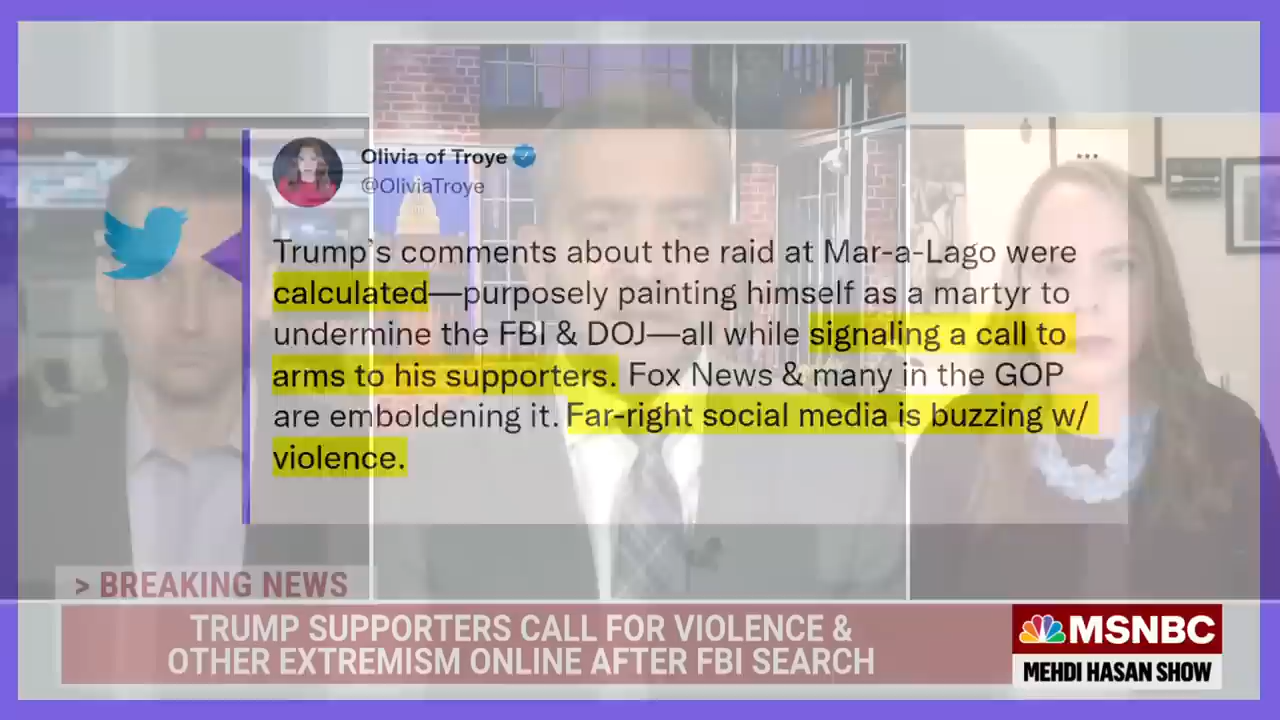 Olivia of Troye
@OliviaTroye
...
Trump's comments about the raid at Mar-a-Lago were
calculated—purposely painting himself as a martyr to
undermine the FBI & DOJ—all while signaling a call to
arms to his supporters. Fox News & many in the GOP
are emboldening it. Far-right social media is buzzing w/
violence.
> BREAKING NEWS
TRUMP SUPPORTERS CALL FOR VIOLENCE &
OTHER EXTREMISM ONLINE AFTER FBI SEARCH
MSNBC
MEHDI HASAN SHOW